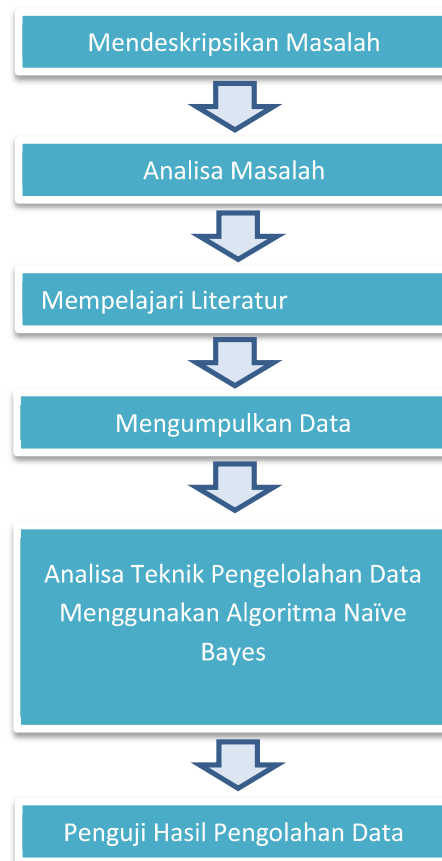 Mendeskripsikan Masalah
Analisa Masalah
Mempelajari Literatur
Mengumpulkan Data
Analisa Teknik Pengelolahan Data
Menggunakan Algoritma Naïve
Bayes
Penguji Hasil Pengolahan Data